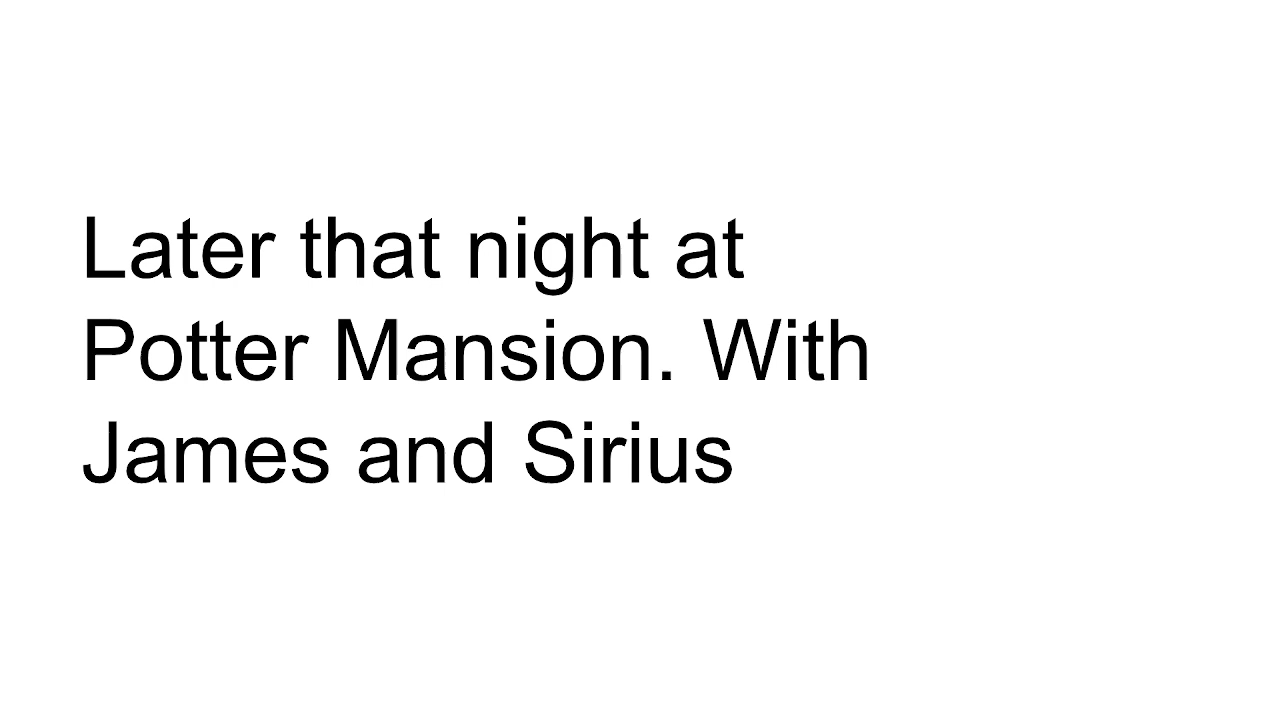 Later that night at
Potter Mansion. With
James and Sirius